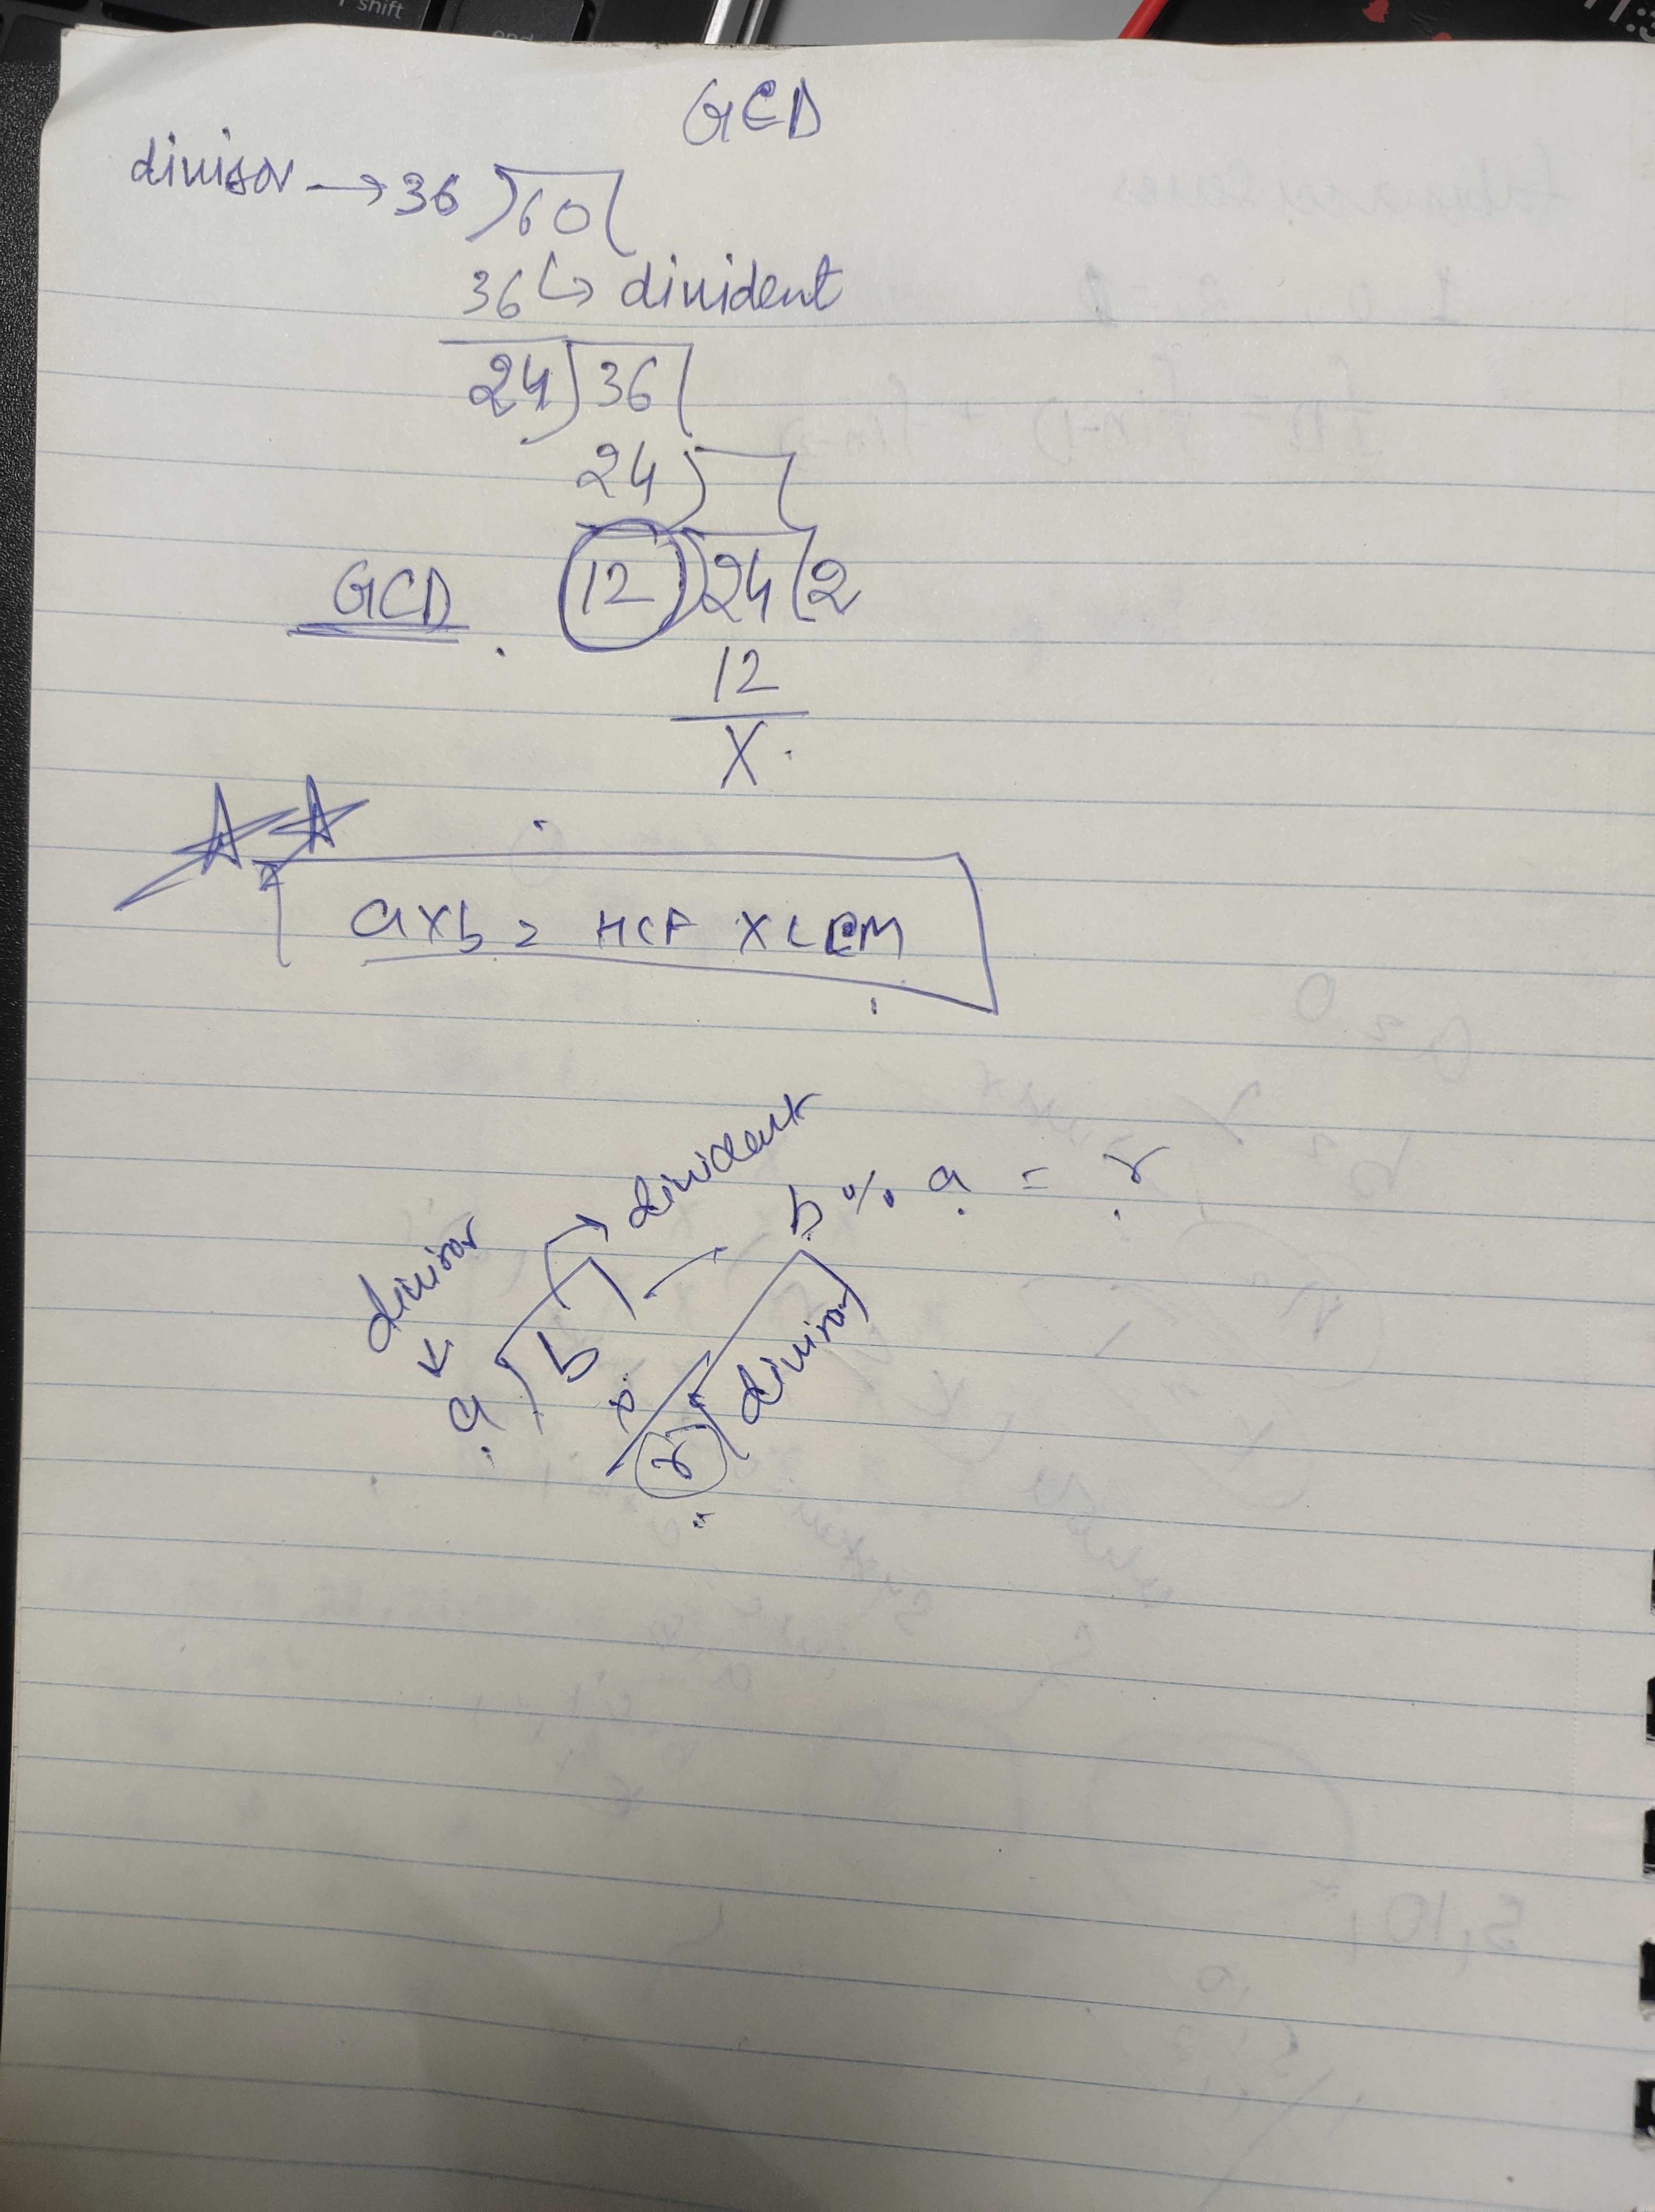 shift
end
GCD
divisor → 36 ) 60 (
36 ↳ divident
24 ) 36 (
24
GCD 12 ) 24 ( 2
12
X
a x b = HCF x LCM
divisor
divident
b % a = r
a ) b
r
divisor